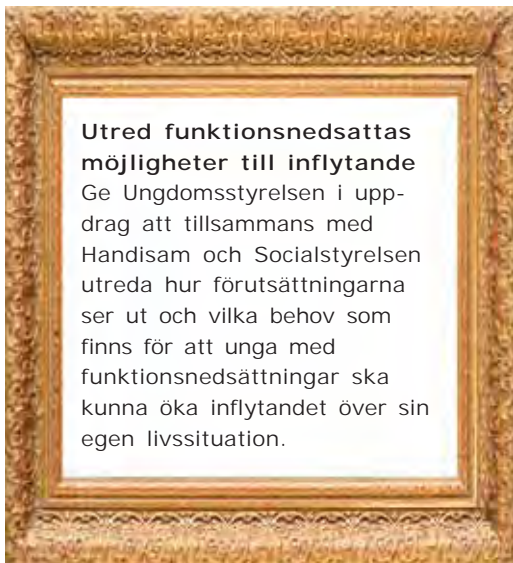 Utred funktionsnedsattas
möjligheter till inflytande
Ge Ungdomsstyrelsen i upp-
drag att tillsammans med
Handisam och Socialstyrelsen
utreda hur förutsättningarna
ser ut och vilka behov som
finns för att unga med
funktionsnedsättningar ska
kunna öka inflytandet över sin
egen livssituation.